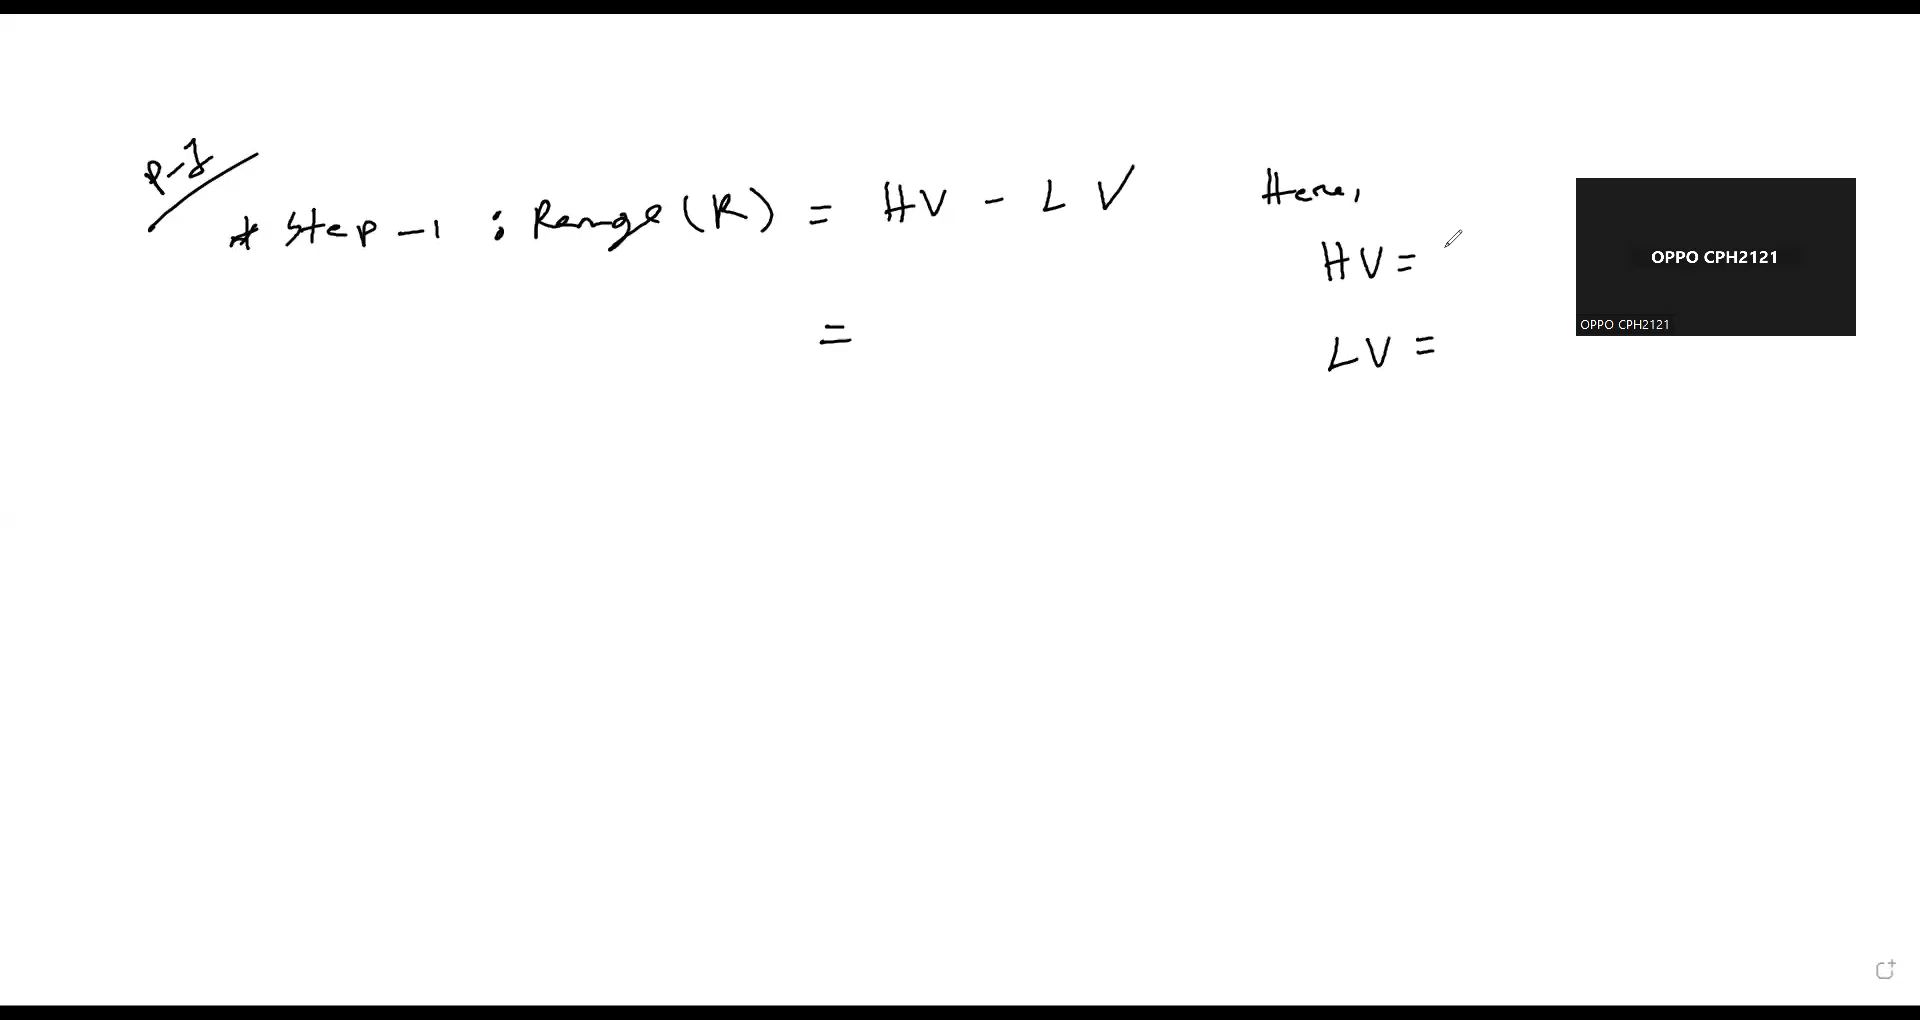 P-1
* Step-1 : Range (R) = HV - LV
=
Here,
HV =
LV =
OPPO CPH2121
OPPO CPH2121